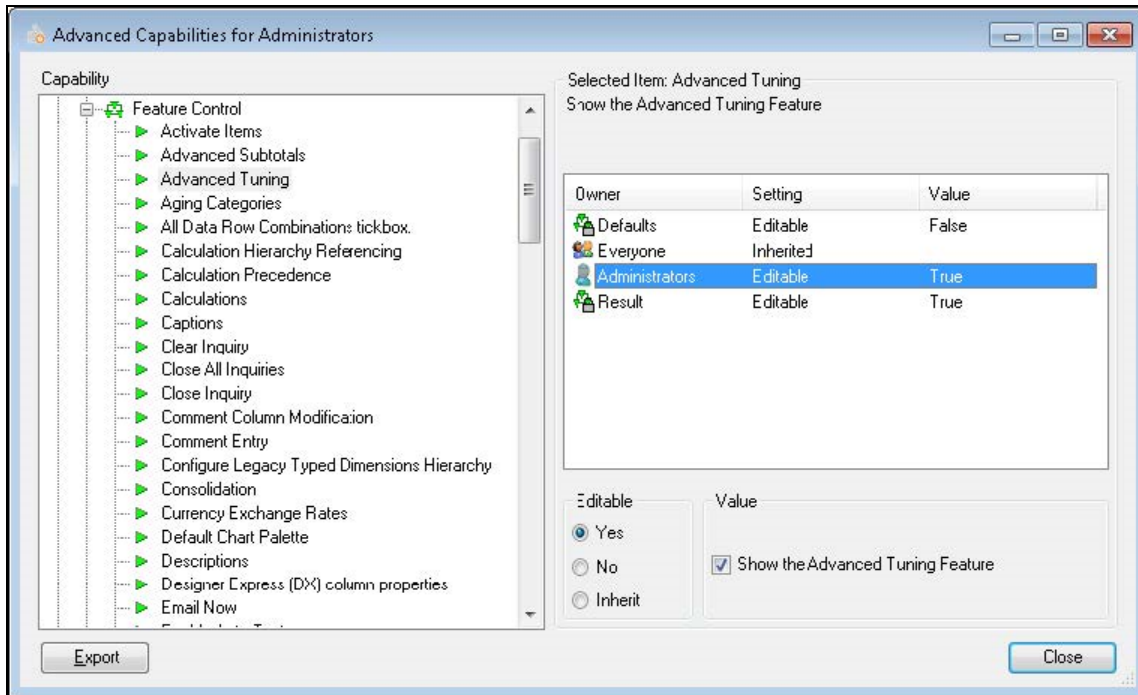 Advanced Capabilities for Administrators
Capability
Feature Control
Activate Items
Advanced Subtotals
Advanced Tuning
Aging Categories
All Data Row Combinations tickbox.
Calculation Hierarchy Referencing
Calculation Precedence
Calculations
Captions
Clear Inquiry
Close All Inquiries
Close Inquiry
Comment Column Modification
Comment Entry
Configure Legacy Typed Dimensions Hierarchy
Consolidation
Currency Exchange Rates
Default Chart Palette
Descriptions
Designer Express (DX) column properties
Email Now
Export
Selected Item: Advanced Tuning
Show the Advanced Tuning Feature
Owner Setting Value
Defaults Editable False
Everyone Inherited
Administrators Editable True
Result Editable True
Editable
Yes
No
Inherit
Value
Show the Advanced Tuning Feature
Close